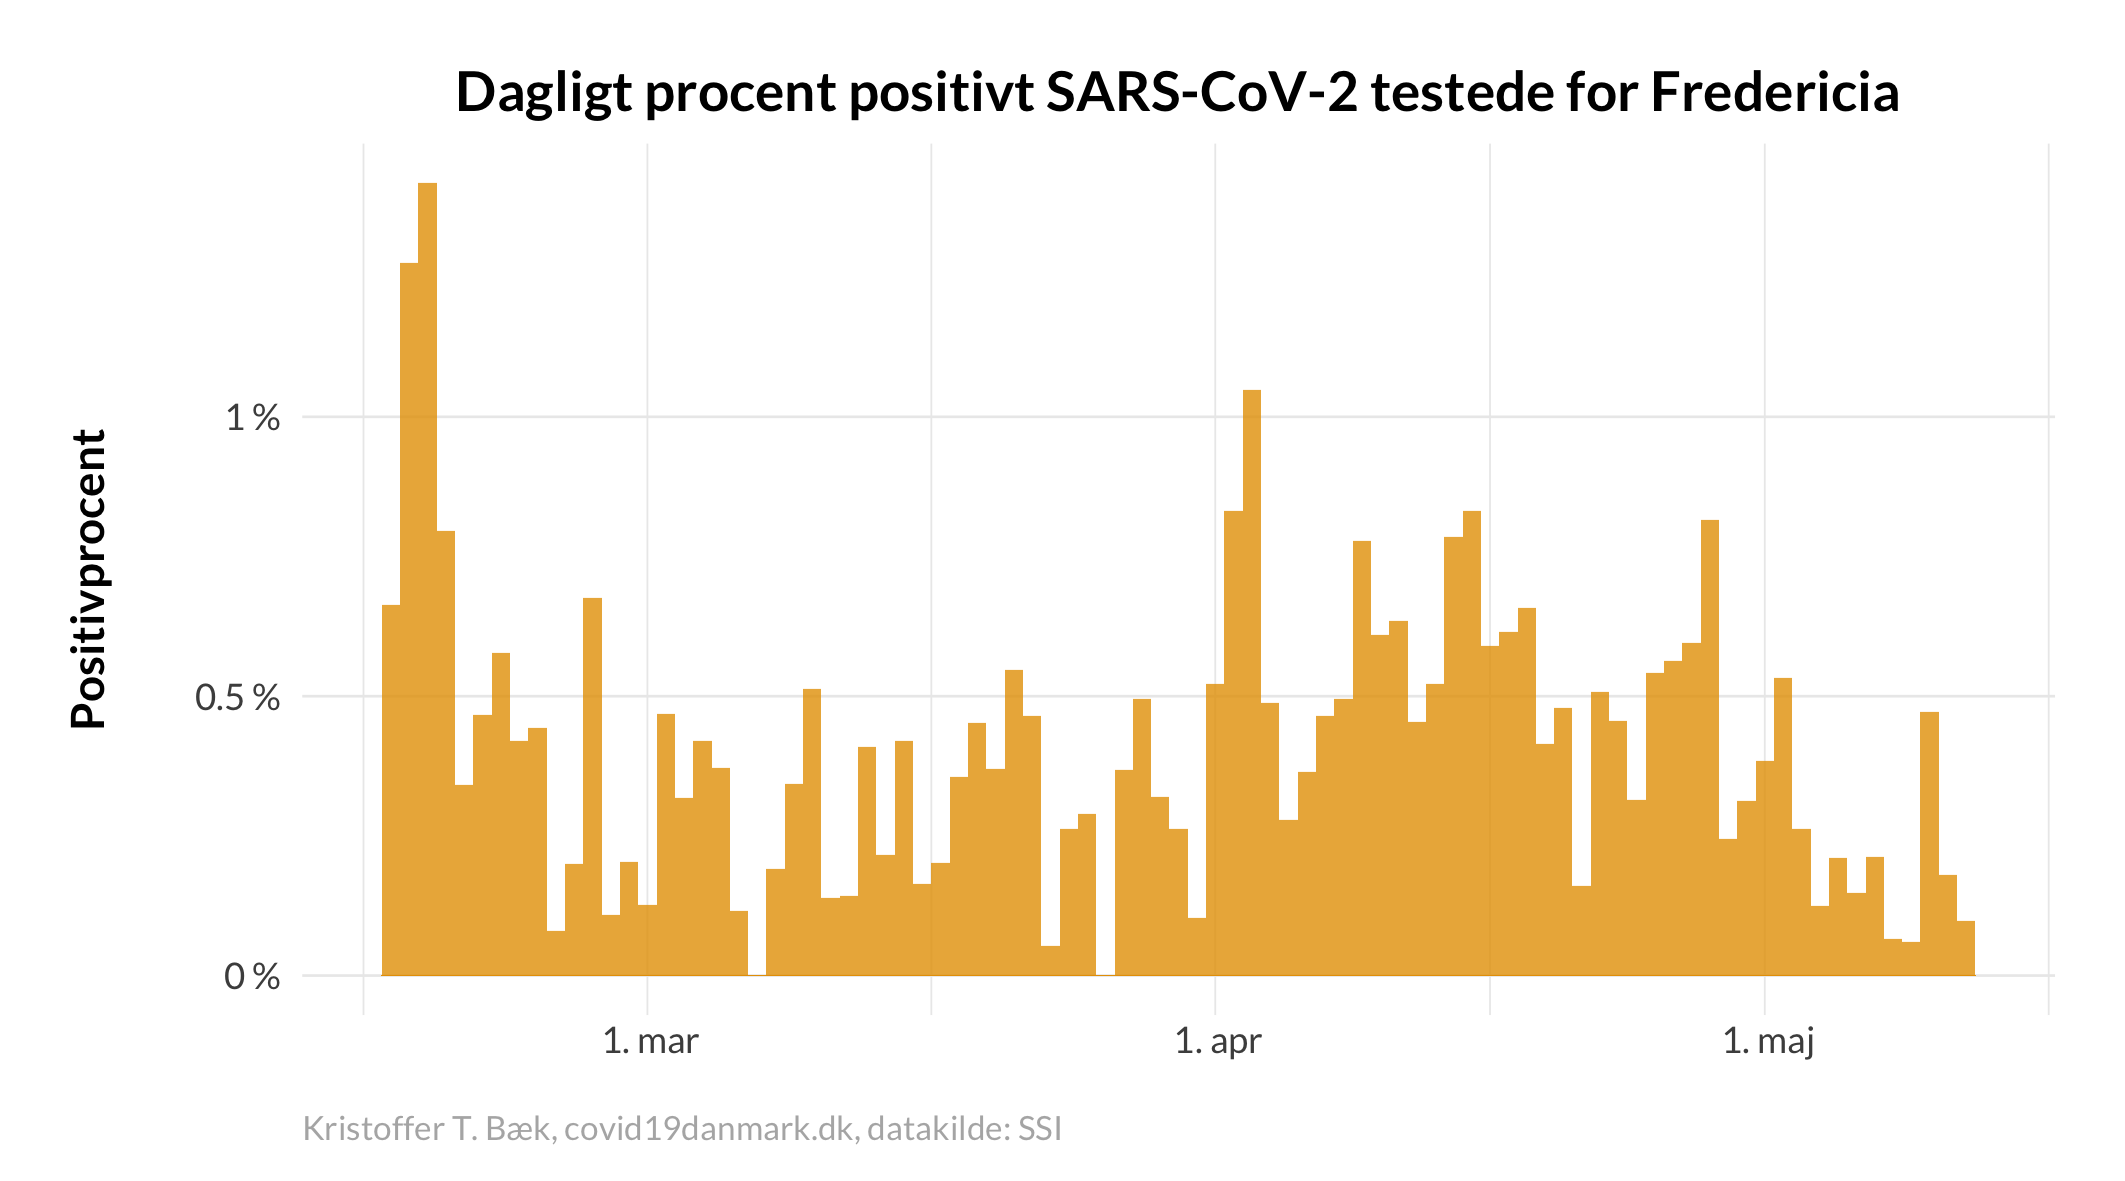 Dagligt procent positivt SARS-CoV-2 testede for Fredericia
Positivprocent
1 %
0.5 %
0 %
1. mar
1. apr
1. maj
Kristoffer T. Bæk, covid19danmark.dk, datakilde: SSI